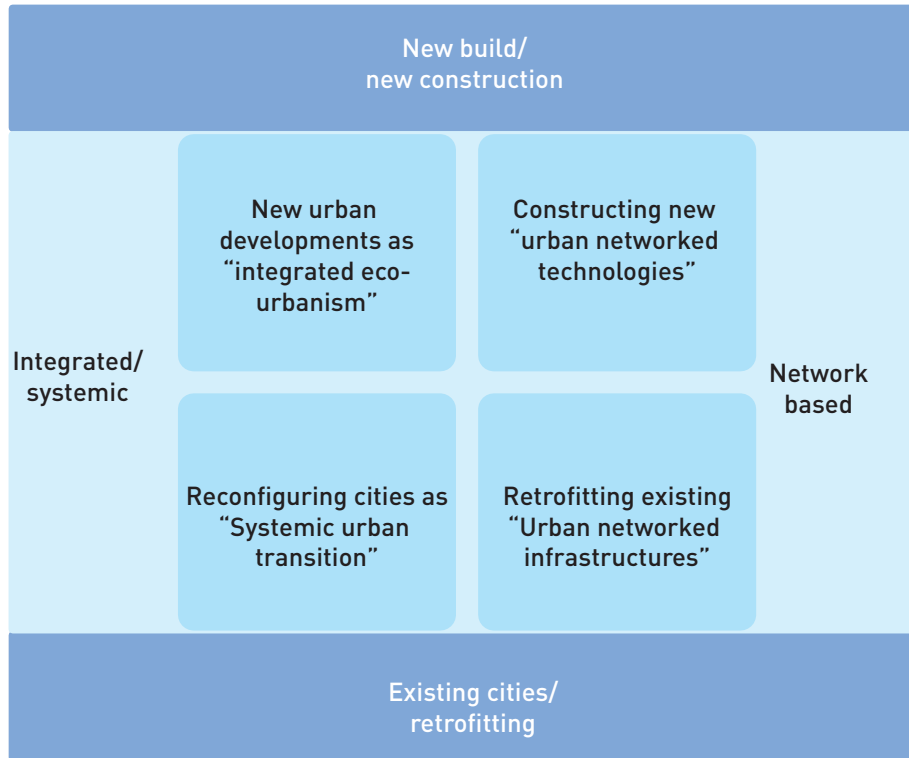 New build/
new construction
New urban
developments as
“integrated eco-
urbanism”
Constructing new
“urban networked
technologies”
Integrated/
systemic
Network
based
Reconfiguring cities as
“Systemic urban
transition”
Retrofitting existing
“Urban networked
infrastructures”
Existing cities/
retrofitting